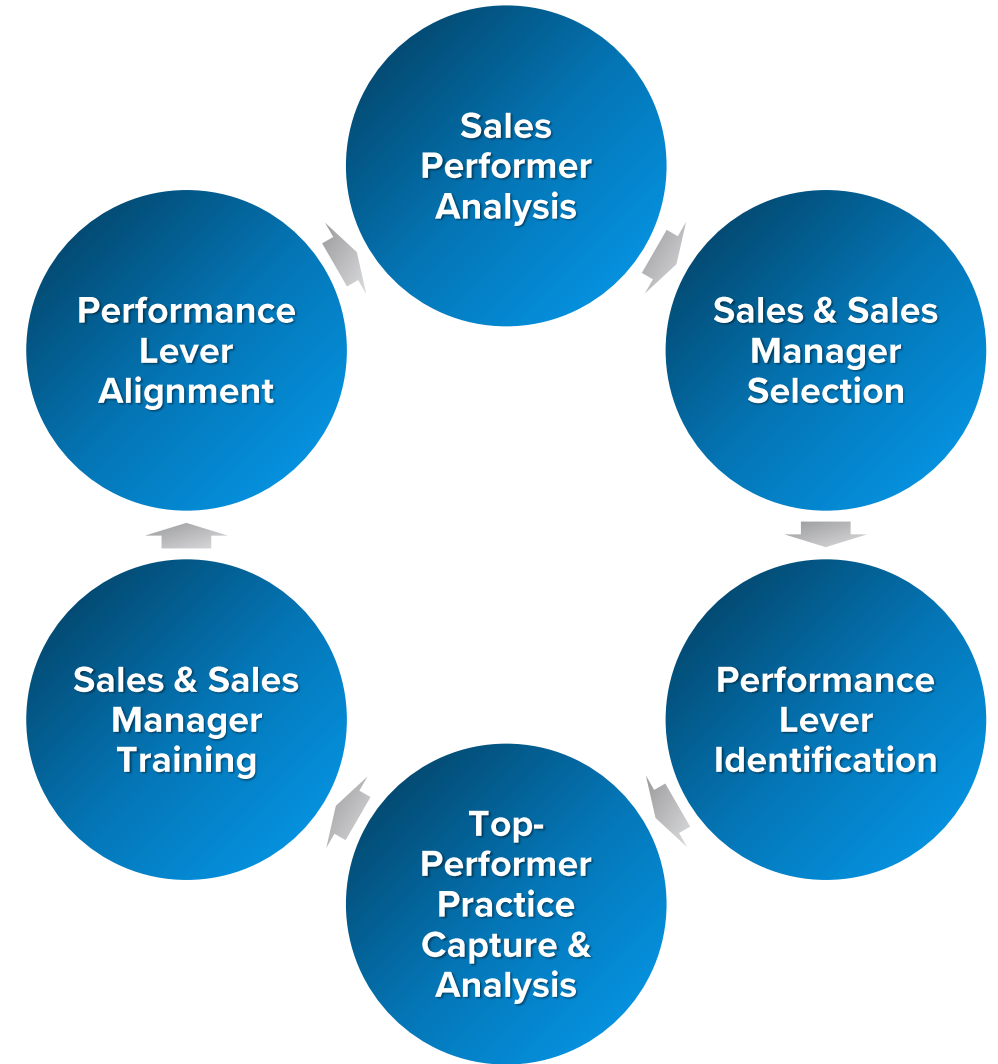 Sales
Performer
Analysis
Sales & Sales
Manager
Selection
Performance
Lever
Identification
Top-
Performer
Practice
Capture &
Analysis
Sales & Sales
Manager
Training
Performance
Lever
Alignment